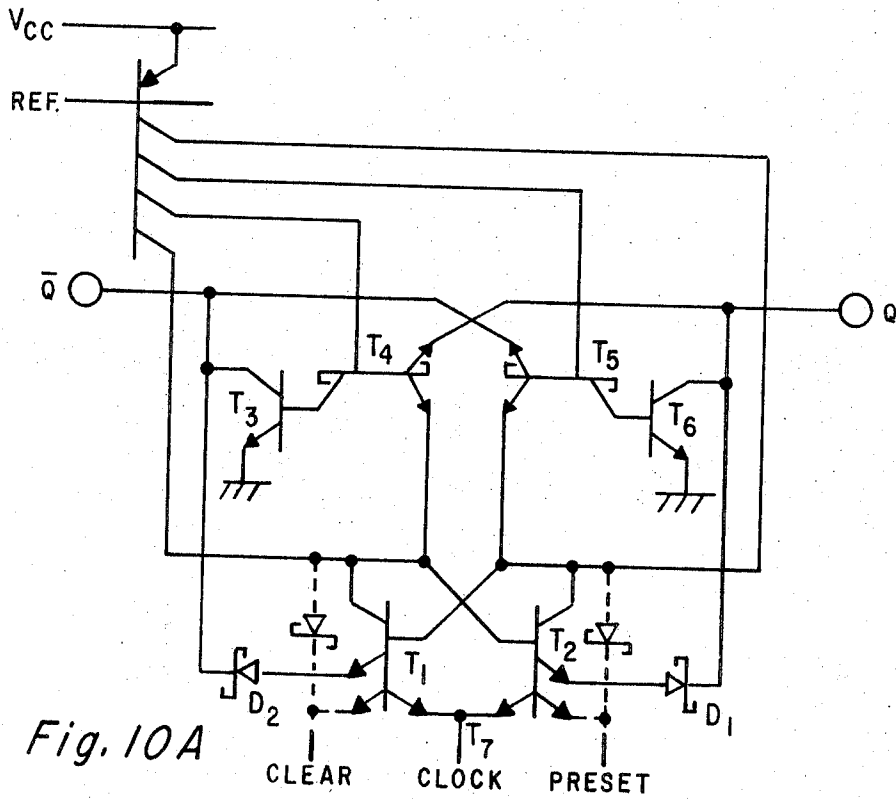 VCC
REF.
Q̄
Q
T4
T5
T3
T6
T1
T2
D2
D1
T7
Fig. 10A
CLEAR
CLOCK
PRESET